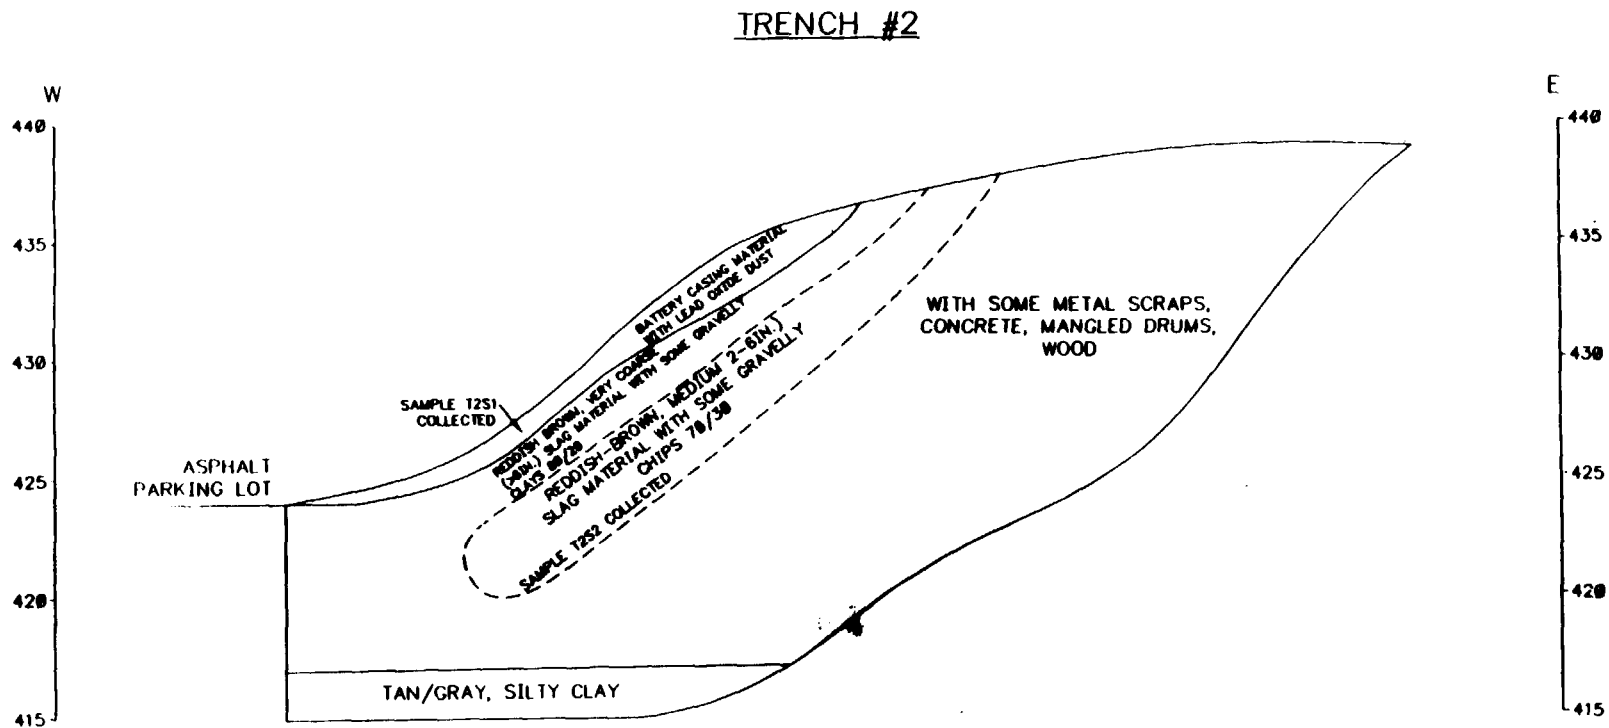 TRENCH #2
W
E
440
435
430
425
420
415
440
435
430
425
420
415
BATTERY CASING MATERIAL
WITH LEAD OXIDE DUST
REDDISH BROWN, VERY COARSE
(>6IN.) SLAG MATERIAL WITH SOME GRAVELLY
CLAYS 80/20
REDDISH-BROWN, MEDIUM 2-6IN.)
SLAG MATERIAL WITH SOME GRAVELLY
CHIPS 70/30
SAMPLE T2S2 COLLECTED
SAMPLE T2S1
COLLECTED
ASPHALT
PARKING LOT
WITH SOME METAL SCRAPS,
CONCRETE, MANGLED DRUMS,
WOOD
TAN/GRAY, SILTY CLAY